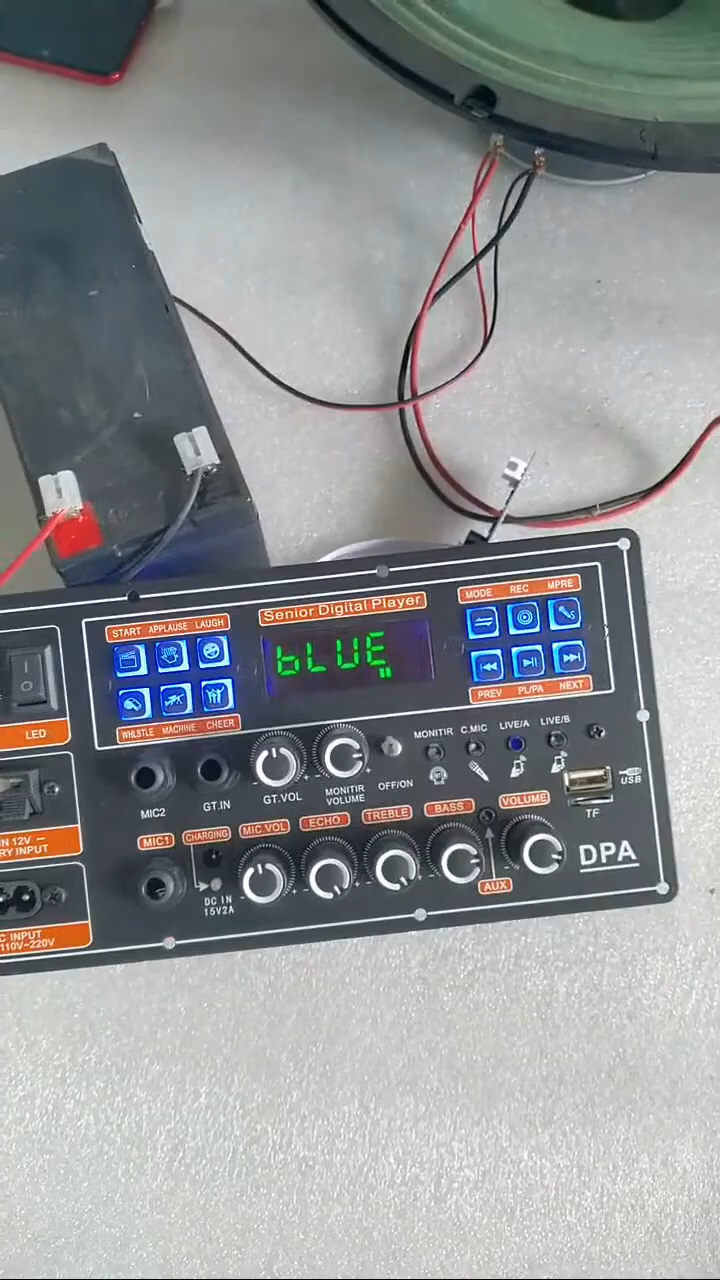 START APPLAUSE LAUGH
Senior Digital Player
MODE REC MPRE
bLUE
WHLSTLE MACHINE CHEER
PREV PL/PA NEXT
LED
MIC2
GT.IN
GT.VOL
MONITIR
VOLUME
OFF/ON
MONITIR
C.MIC
LIVE/A
LIVE/B
USB
TF
IN 12V
RY INPUT
MIC1
CHARGING
MIC VOL
ECHO
TREBLE
BASS
VOLUME
DC IN
15V2A
AUX
DPA
C INPUT
110V~220V